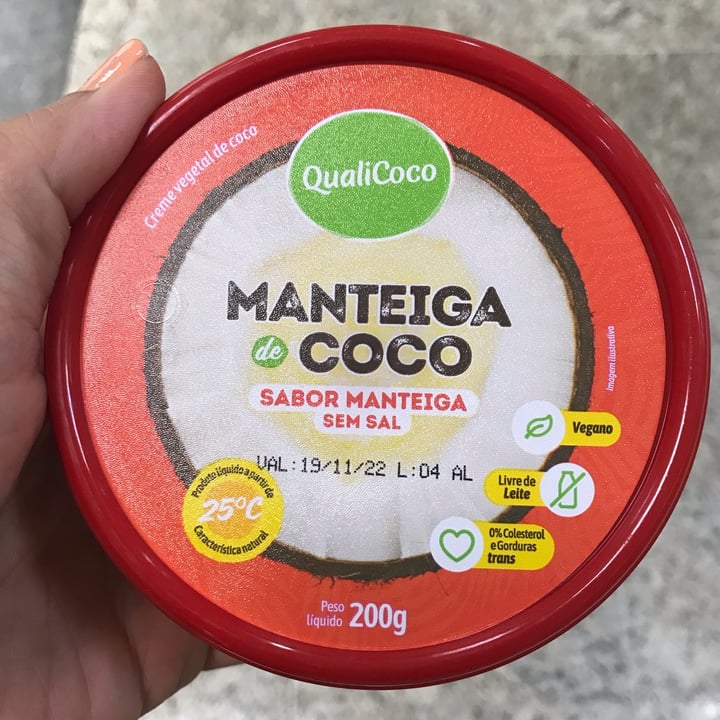 Creme vegetal de coco
QualiCoco
MANTEIGA
de COCO
SABOR MANTEIGA
SEM SAL
Imagem ilustrativa
Vegano
VAL:19/11/22 L:04 AL
Livre de
Leite
Produto líquido a partir de
25°C
Característica natural
0% Colesterol
e Gorduras
trans
Peso
líquido 200g